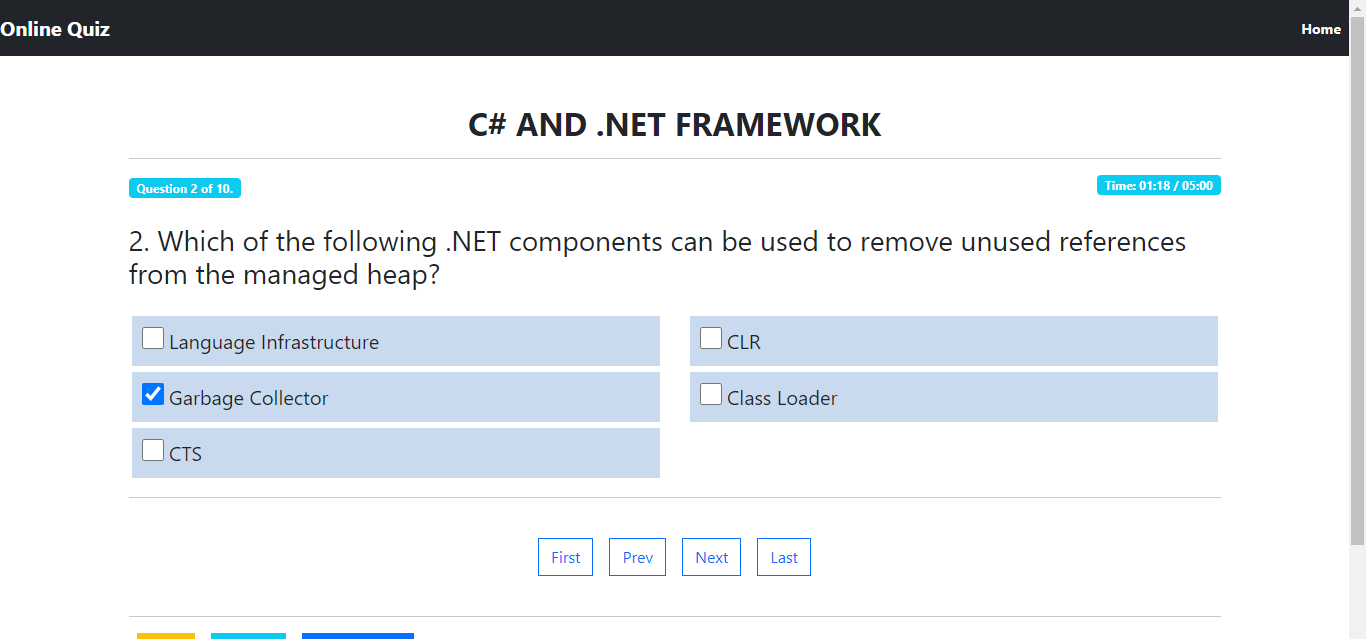 Online Quiz
Home
C# AND .NET FRAMEWORK
Question 2 of 10.
Time: 01:18 / 05:00
2. Which of the following .NET components can be used to remove unused references
from the managed heap?
Language Infrastructure
CLR
Garbage Collector
Class Loader
CTS
First
Prev
Next
Last